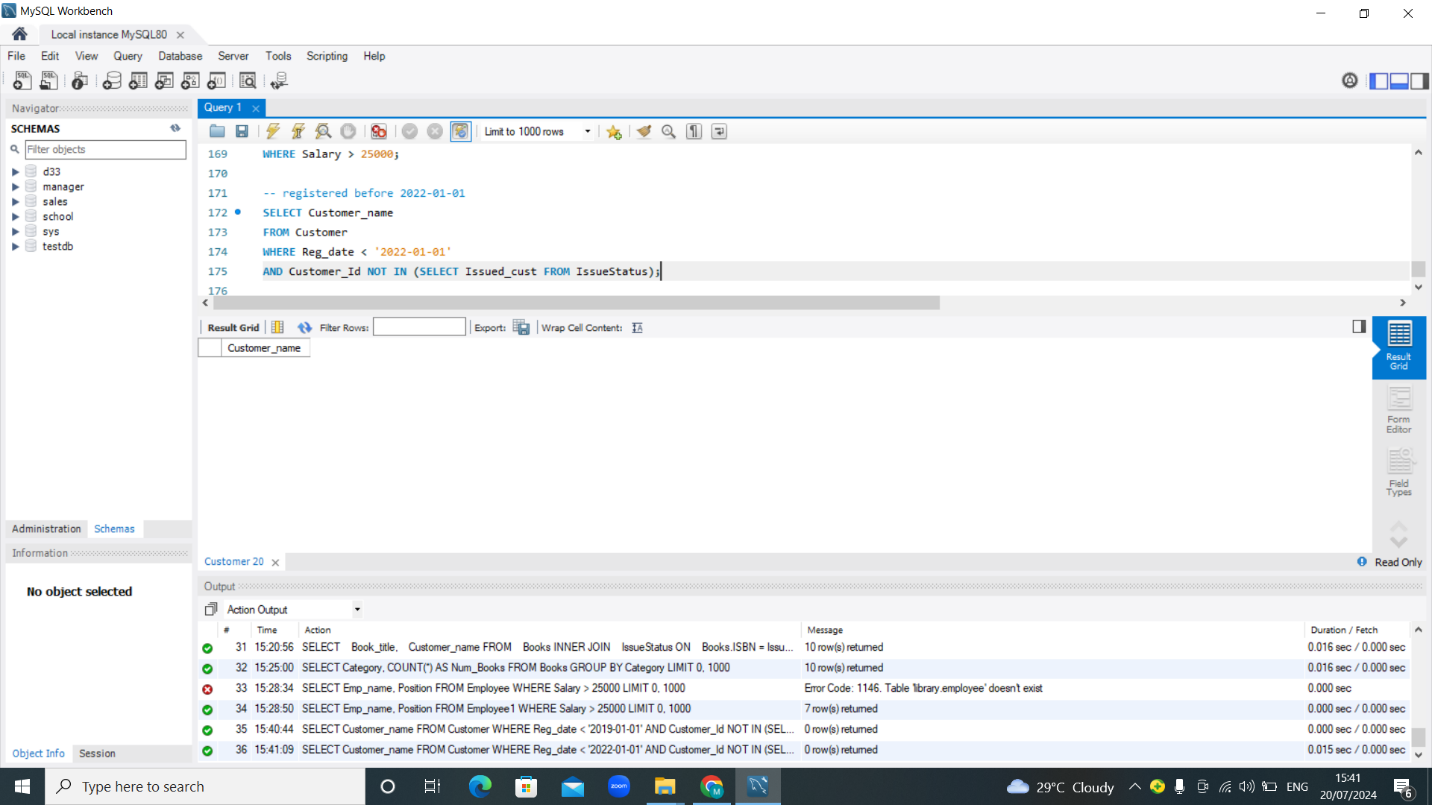 MySQL Workbench
Local instance MySQL80
File Edit View Query Database Server Tools Scripting Help
Navigator
SCHEMAS
Filter objects
d33
manager
sales
school
sys
testdb
Administration Schemas
Information
No object selected
Object Info Session
Query 1
Limit to 1000 rows
169 WHERE Salary > 25000;
170
171 -- registered before 2022-01-01
172 SELECT Customer_name
173 FROM Customer
174 WHERE Reg_date < '2022-01-01'
175 AND Customer_Id NOT IN (SELECT Issued_cust FROM IssueStatus);
176
Result Grid Filter Rows: Export: Wrap Cell Content:
Customer_name
Result Grid
Form Editor
Field Types
Customer 20
Read Only
Output
Action Output
# Time Action Message Duration / Fetch
31 15:20:56 SELECT Book_title, Customer_name FROM Books INNER JOIN IssueStatus ON Books.ISBN = Issu... 10 row(s) returned 0.016 sec / 0.000 sec
32 15:25:00 SELECT Category, COUNT(*) AS Num_Books FROM Books GROUP BY Category LIMIT 0, 1000 10 row(s) returned 0.016 sec / 0.000 sec
33 15:28:34 SELECT Emp_name, Position FROM Employee WHERE Salary > 25000 LIMIT 0, 1000 Error Code: 1146. Table 'library.employee' doesn't exist 0.000 sec
34 15:28:50 SELECT Emp_name, Position FROM Employee1 WHERE Salary > 25000 LIMIT 0, 1000 7 row(s) returned 0.000 sec / 0.000 sec
35 15:40:44 SELECT Customer_name FROM Customer WHERE Reg_date < '2019-01-01' AND Customer_Id NOT IN (SEL... 0 row(s) returned 0.000 sec / 0.000 sec
36 15:41:09 SELECT Customer_name FROM Customer WHERE Reg_date < '2022-01-01' AND Customer_Id NOT IN (SEL... 0 row(s) returned 0.015 sec / 0.000 sec
Type here to search
zoom
29°C Cloudy
ENG
15:41
20/07/2024
6